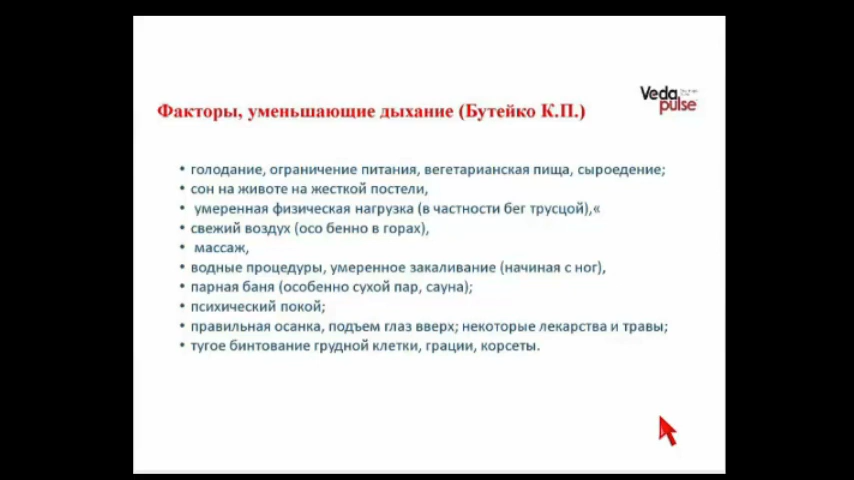 Факторы, уменьшающие дыхание (Бутейко К.П.)
Veda
pulse
• голодание, ограничение питания, вегетарианская пища, сыроедение;
• сон на животе на жесткой постели,
• умеренная физическая нагрузка (в частности бег трусцой),«
• свежий воздух (осо бенно в горах),
• массаж,
• водные процедуры, умеренное закаливание (начиная с ног),
• парная баня (особенно сухой пар, сауна);
• психический покой;
• правильная осанка, подъем глаз вверх; некоторые лекарства и травы;
• тугое бинтование грудной клетки, грации, корсеты.